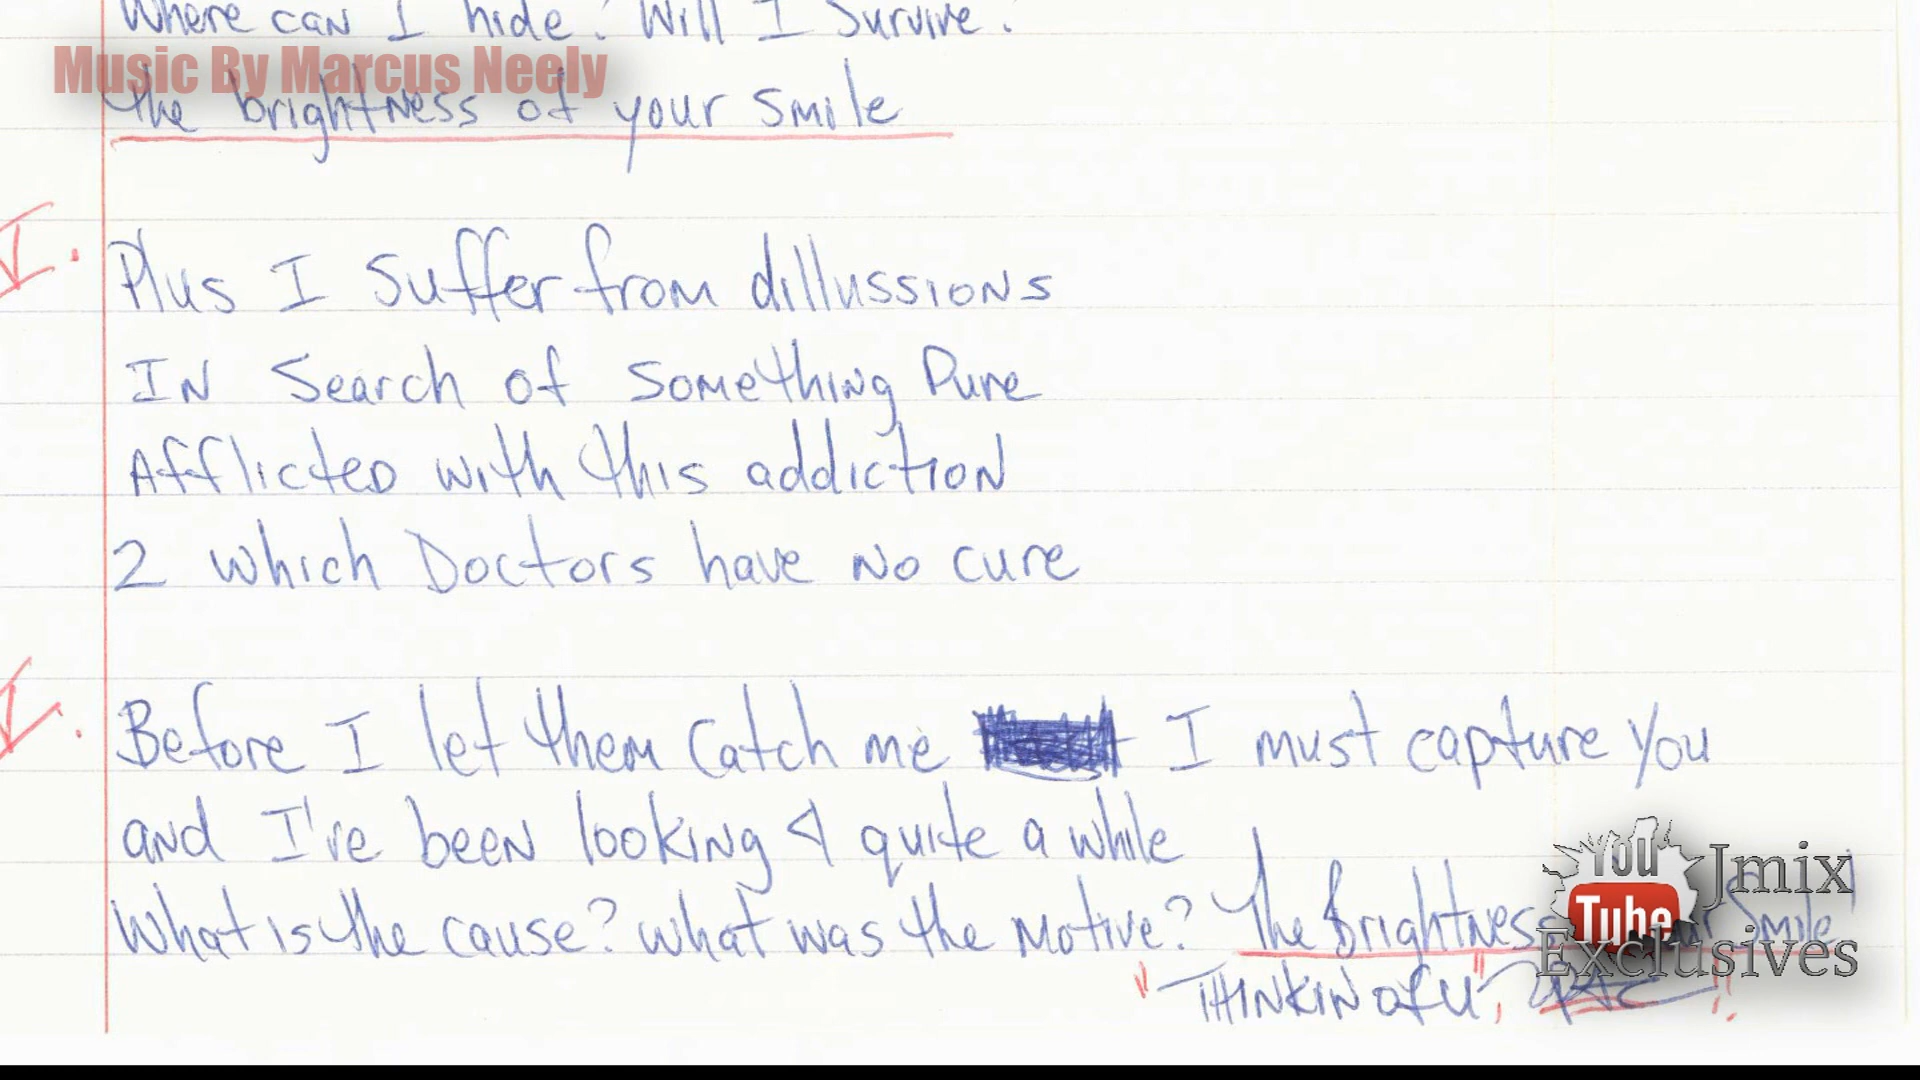 Where can I hide? Will I Survive?
Music By Marcus Neely
the brightness of your smile
I.
Plus I suffer from dillussions
IN Search of something Pure
Afflicted with this addiction
2 which Doctors have no cure
I.
Before I let them catch me I must capture you
and I've been looking 4 quite a while
What is the cause? what was the motive? The Brightness Smile
"THINKIN of U"
You Tube Jmix
Exclusives